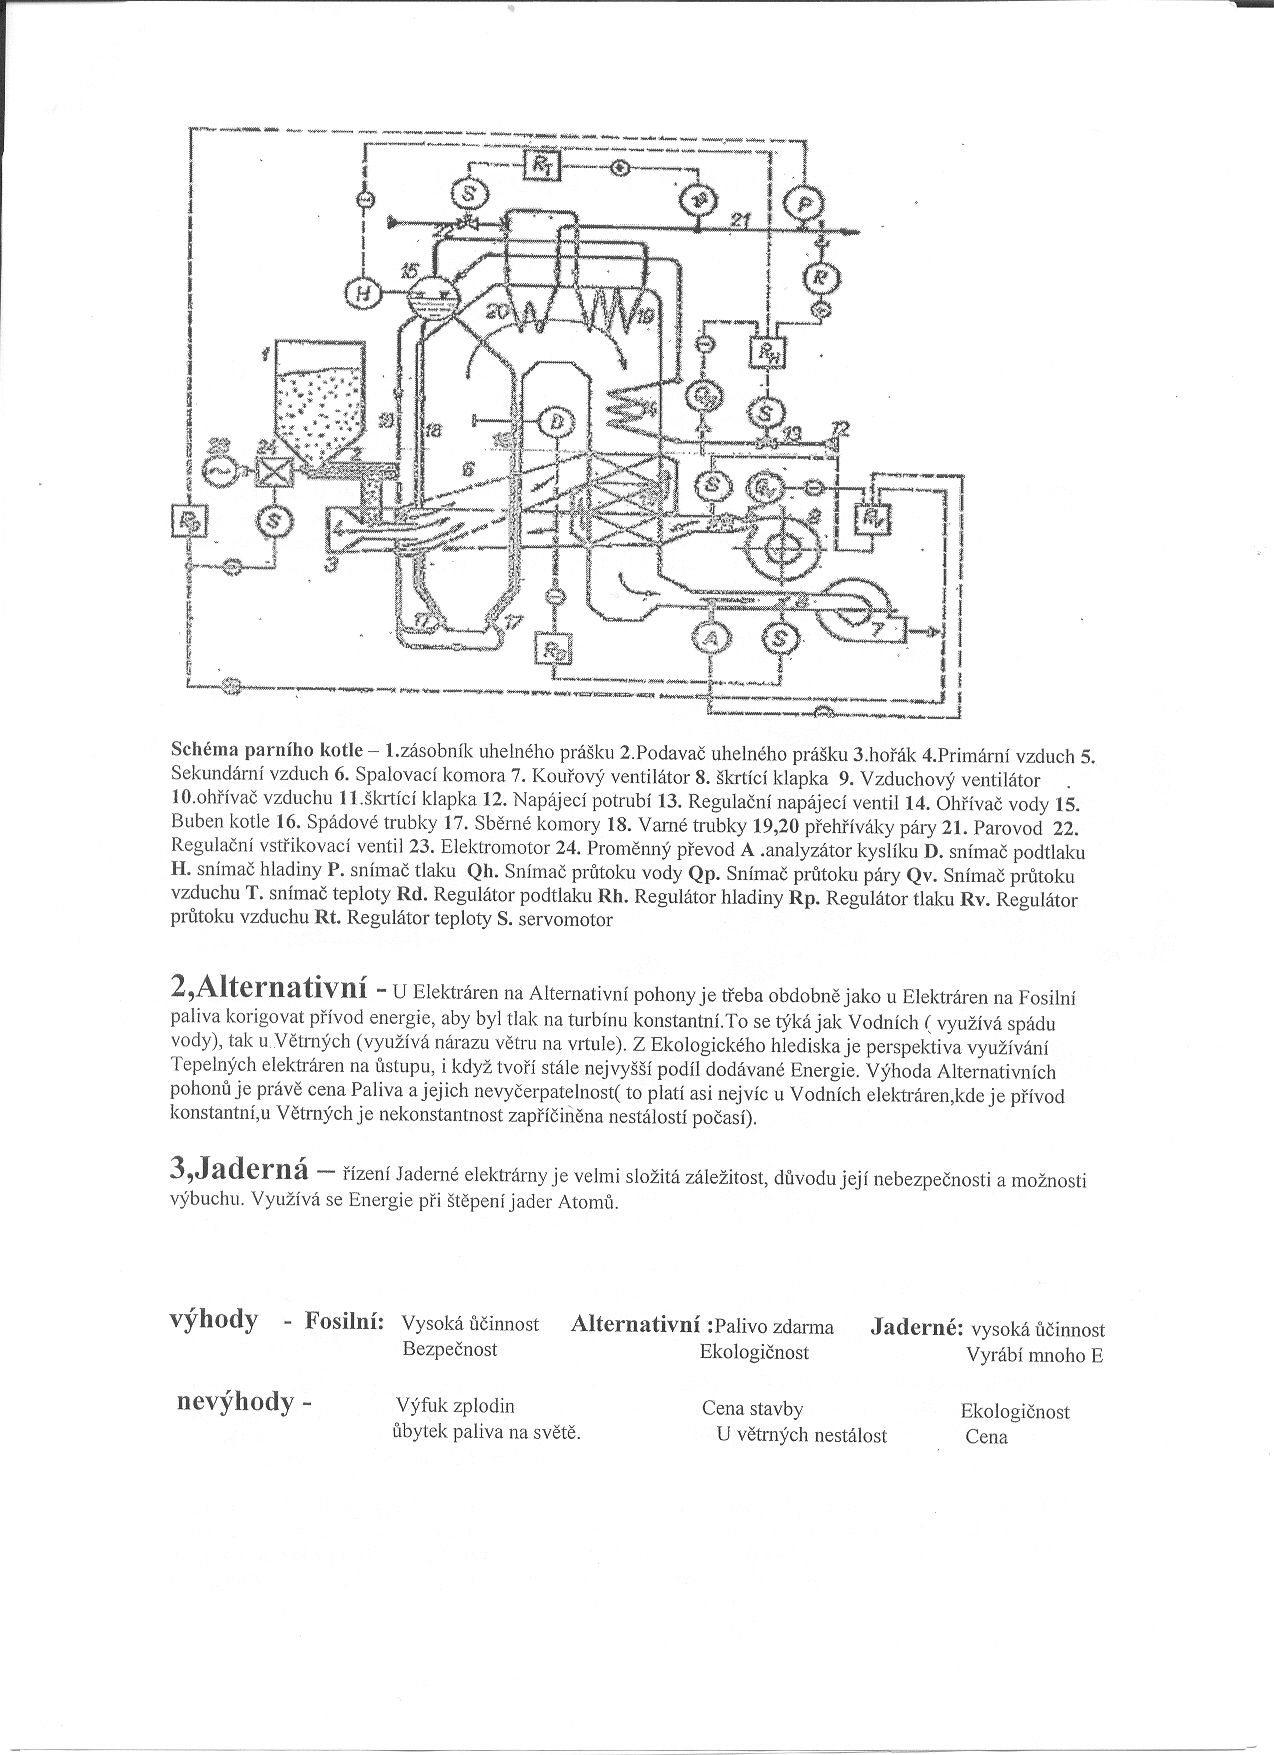 R_T
S
22
21
P
15
H
R
20
19
1
R_H
S
14
13
12
D
18
24
2
6
S
9
R_V
S
3
17
17
8
7
R_D
A
S
Schéma parního kotle – 1.zásobník uhelného prášku 2.Podavač uhelného prášku 3.hořák 4.Primární vzduch 5.
Sekundární vzduch 6. Spalovací komora 7. Kouřový ventilátor 8. škrtící klapka 9. Vzduchový ventilátor
10.ohřívač vzduchu 11.škrtící klapka 12. Napájecí potrubí 13. Regulační napájecí ventil 14. Ohřívač vody 15.
Buben kotle 16. Spádové trubky 17. Sběrné komory 18. Varné trubky 19,20 přehříváky páry 21. Parovod 22.
Regulační vstřikovací ventil 23. Elektromotor 24. Proměnný převod A .analyzátor kyslíku D. snímač podtlaku
H. snímač hladiny P. snímač tlaku Qh. Snímač průtoku vody Qp. Snímač průtoku páry Qv. Snímač průtoku
vzduchu T. snímač teploty Rd. Regulátor podtlaku Rh. Regulátor hladiny Rp. Regulátor tlaku Rv. Regulátor
průtoku vzduchu Rt. Regulátor teploty S. servomotor
2,Alternativní - U Elektráren na Alternativní pohony je třeba obdobně jako u Elektráren na Fosilní
paliva korigovat přívod energie, aby byl tlak na turbínu konstantní.To se týká jak Vodních ( využívá spádu
vody), tak u Větrných (využívá nárazu větru na vrtule). Z Ekologického hlediska je perspektiva využívání
Tepelných elektráren na ůstupu, i když tvoří stále nejvyšší podíl dodávané Energie. Výhoda Alternativních
pohonů je právě cena Paliva a jejich nevyčerpatelnost( to platí asi nejvíc u Vodních elektráren,kde je přívod
konstantní,u Větrných je nekonstantnost zapříčiněna nestálostí počasí).
3,Jaderná — řízení Jaderné elektrárny je velmi složitá záležitost, důvodu její nebezpečnosti a možnosti
výbuchu. Využívá se Energie při štěpení jader Atomů.
výhody - Fosilní: Vysoká ůčinnost Alternativní :Palivo zdarma Jaderné: vysoká ůčinnost
Bezpečnost Ekologičnost Vyrábí mnoho E
nevýhody - Výfuk zplodin Cena stavby Ekologičnost
ůbytek paliva na světě. U větrných nestálost Cena